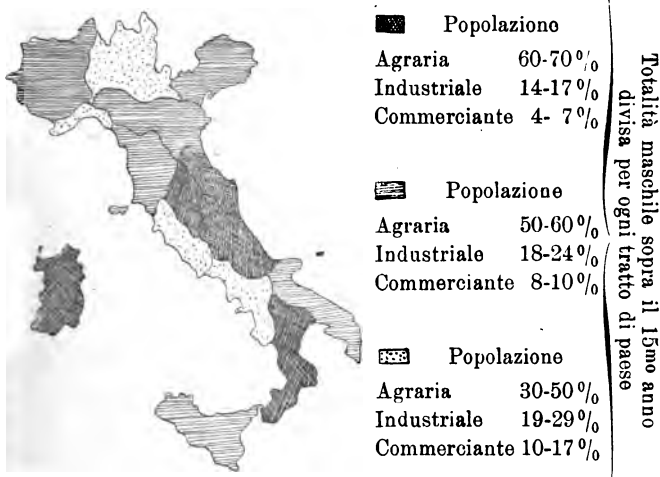 Popolazione
Agraria 60-70%
Industriale 14-17%
Commerciante 4- 7%
Popolazione
Agraria 50-60%
Industriale 18-24%
Commerciante 8-10%
Popolazione
Agraria 30-50%
Industriale 19-29%
Commerciante 10-17%
Totalità maschile sopra il 15mo anno
divisa per ogni tratto di paese